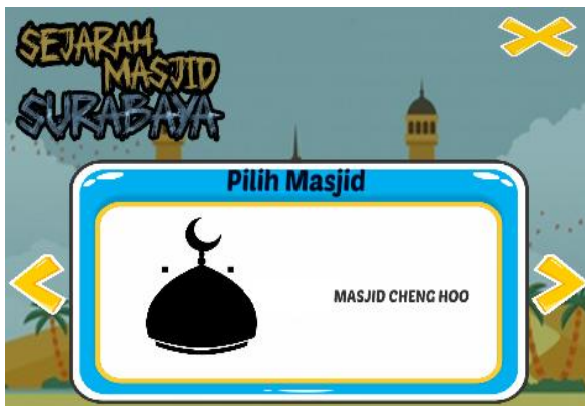 SEJARAH
MASJID
SURABAYA
Pilih Masjid
MASJID CHENG HOO